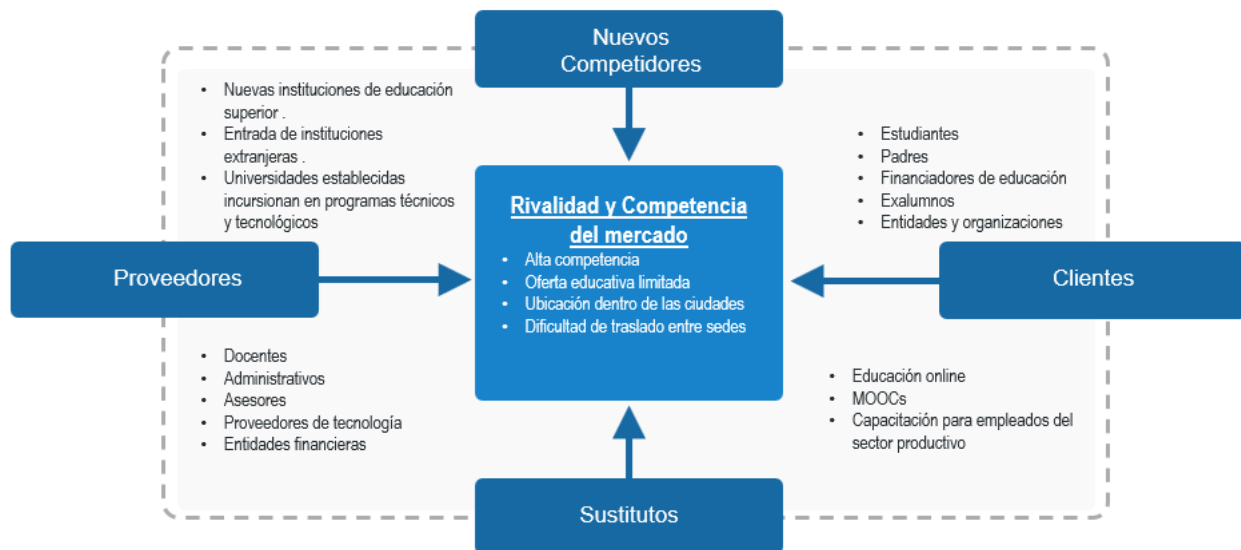 Nuevos
Competidores
• Nuevas instituciones de educación
superior .
• Entrada de instituciones
extranjeras .
• Universidades establecidas
incursionan en programas técnicos
y tecnológicos
• Estudiantes
• Padres
• Financiadores de educación
• Exalumnos
• Entidades y organizaciones
Rivalidad y Competencia
del mercado
• Alta competencia
• Oferta educativa limitada
• Ubicación dentro de las ciudades
• Dificultad de traslado entre sedes
Proveedores
Clientes
• Docentes
• Administrativos
• Asesores
• Proveedores de tecnología
• Entidades financieras
• Educación online
• MOOCs
• Capacitación para empleados del
sector productivo
Sustitutos